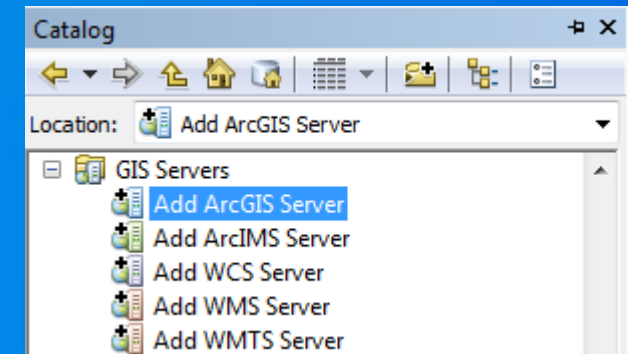 Catalog
Location: Add ArcGIS Server
GIS Servers
Add ArcGIS Server
Add ArcIMS Server
Add WCS Server
Add WMS Server
Add WMTS Server